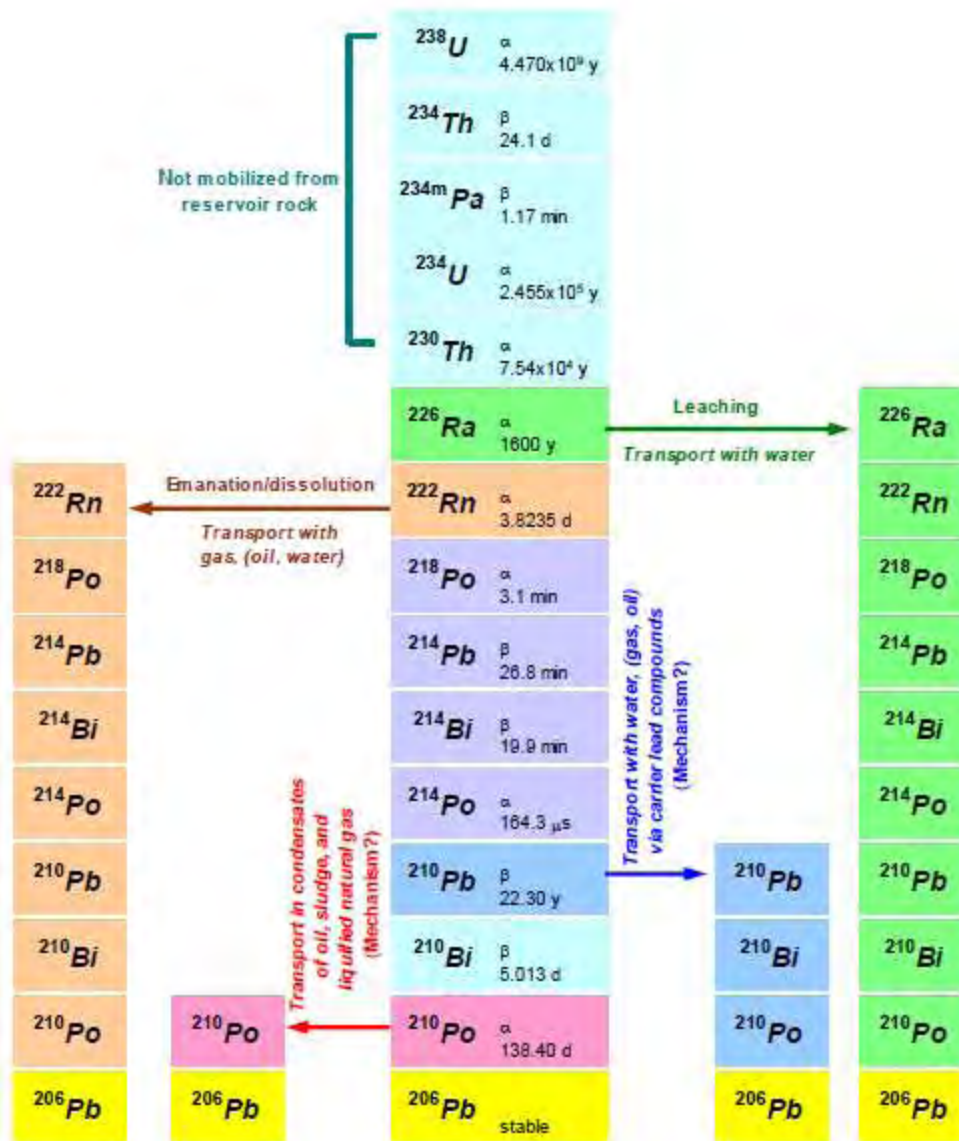 ²³⁸U α
4.470x10⁹ y
²³⁴Th β
24.1 d
Not mobilized from
reservoir rock
²³⁴ᵐPa β
1.17 min
²³⁴U α
2.455x10⁵ y
²³⁰Th α
7.54x10⁴ y
²²⁶Ra α
1600 y
Leaching
Transport with water
²²⁶Ra
²²²Rn
Emanation/dissolution
Transport with
gas, (oil, water)
²²²Rn α
3.8235 d
²²²Rn
²¹⁸Po
²¹⁸Po α
3.1 min
²¹⁸Po
²¹⁴Pb
²¹⁴Pb β
26.8 min
²¹⁴Pb
²¹⁴Bi
²¹⁴Bi β
19.9 min
²¹⁴Bi
Transport with water, (gas, oil)
via carrier lead compounds
(Mechanism?)
²¹⁴Po
²¹⁴Po α
164.3 μs
²¹⁴Po
²¹⁰Pb
²¹⁰Pb β
22.30 y
²¹⁰Pb
²¹⁰Pb
Transport in condensates
of oil, sludge, and
liquified natural gas
(Mechanism?)
²¹⁰Bi
²¹⁰Bi β
5.013 d
²¹⁰Bi
²¹⁰Bi
²¹⁰Po
²¹⁰Po
²¹⁰Po α
138.40 d
²¹⁰Po
²¹⁰Po
²⁰⁶Pb
²⁰⁶Pb
²⁰⁶Pb
stable
²⁰⁶Pb
²⁰⁶Pb